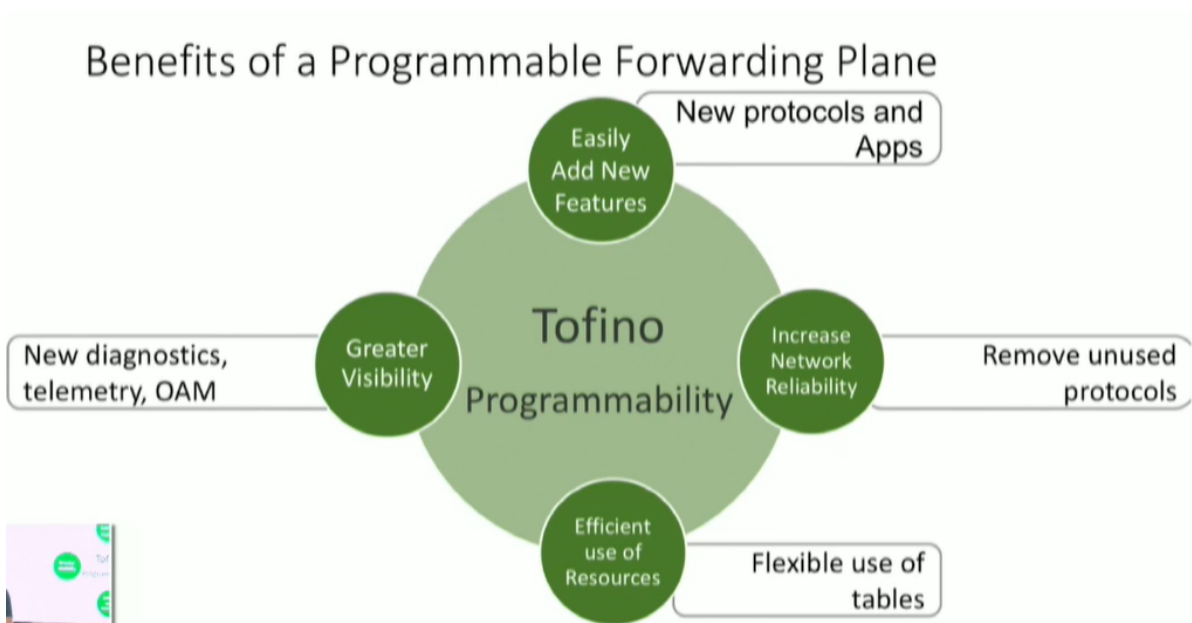 Benefits of a Programmable Forwarding Plane
Easily
Add New
Features
New protocols and
Apps
Tofino
Programmability
Greater
Visibility
New diagnostics,
telemetry, OAM
Increase
Network
Reliability
Remove unused
protocols
Efficient
use of
Resources
Flexible use of
tables
Tof